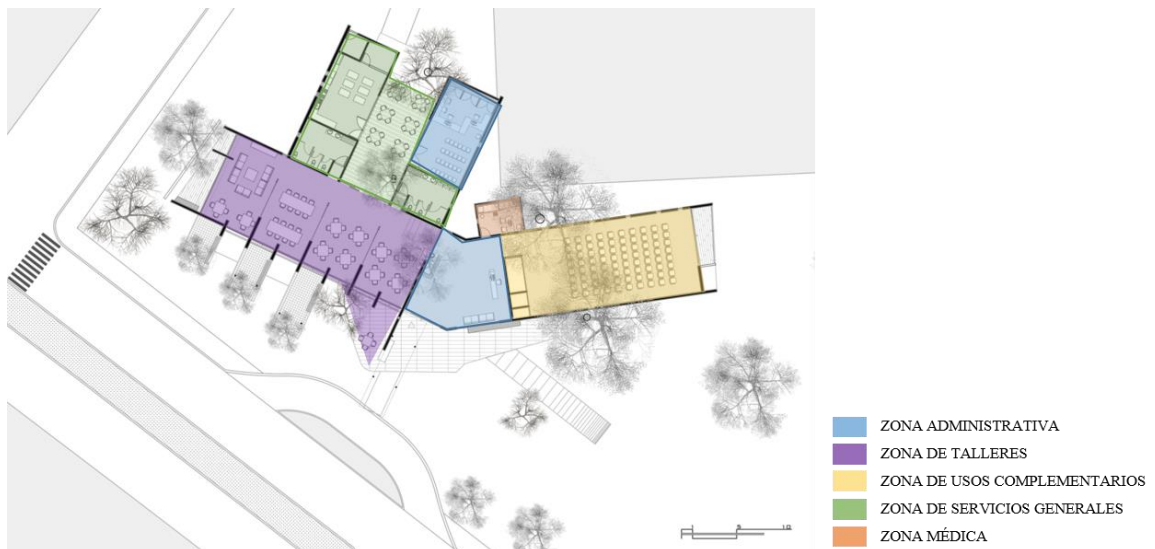 ZONA ADMINISTRATIVA
ZONA DE TALLERES
ZONA DE USOS COMPLEMENTARIOS
ZONA DE SERVICIOS GENERALES
ZONA MÉDICA